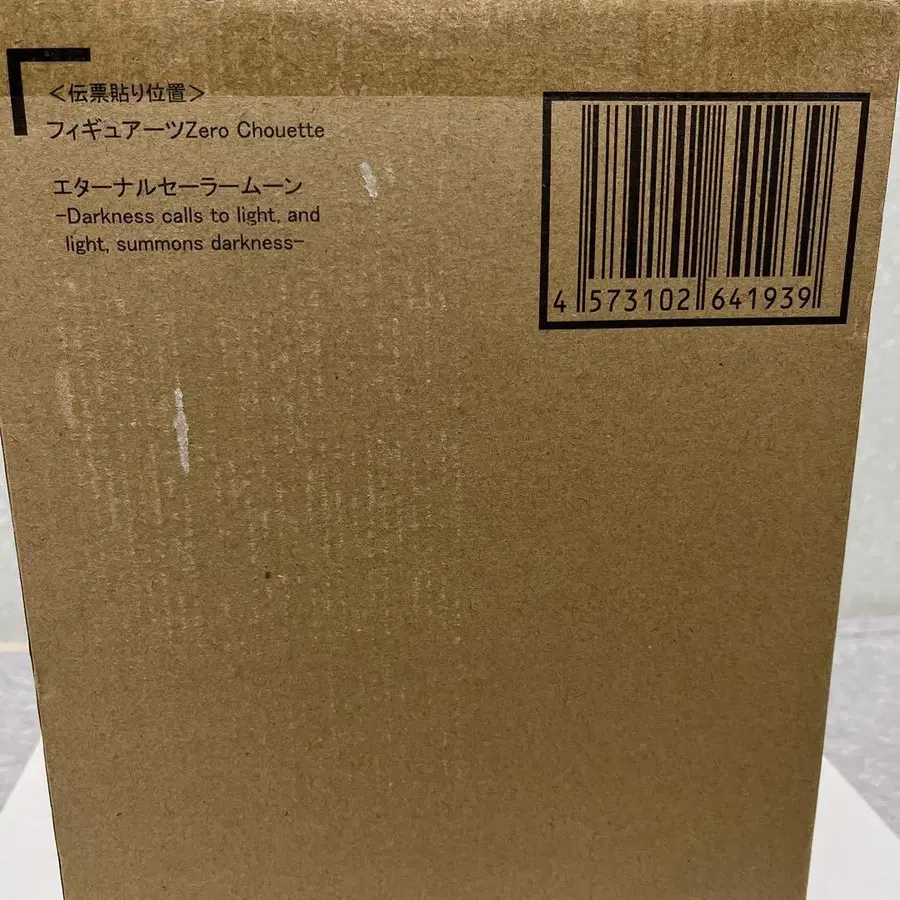 <伝票貼り位置>
フィギュアーツZero Chouette
エターナルセーラームーン
-Darkness calls to light, and
light, summons darkness-
4 573102 641939